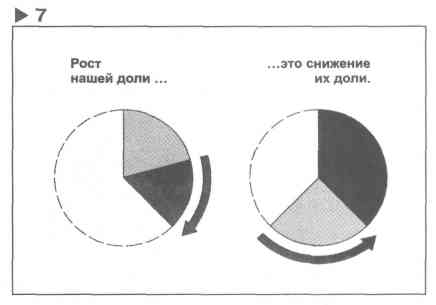 ▶ 7
Рост
нашей доли ...
...это снижение
их доли.